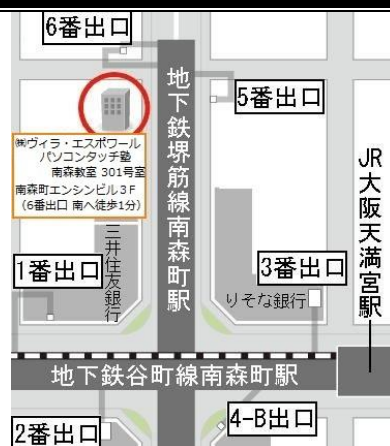 6番出口
地下鉄堺筋線南森町駅
5番出口
㈱ヴィラ・エスポワール
パソコンタッチ塾
南森教室 301号室
南森町エンシンビル3F
(6番出口 南へ徒歩1分)
JR大阪天満宮駅
三井住友銀行
1番出口
3番出口
りそな銀行
地下鉄谷町線南森町駅
2番出口
4-B出口